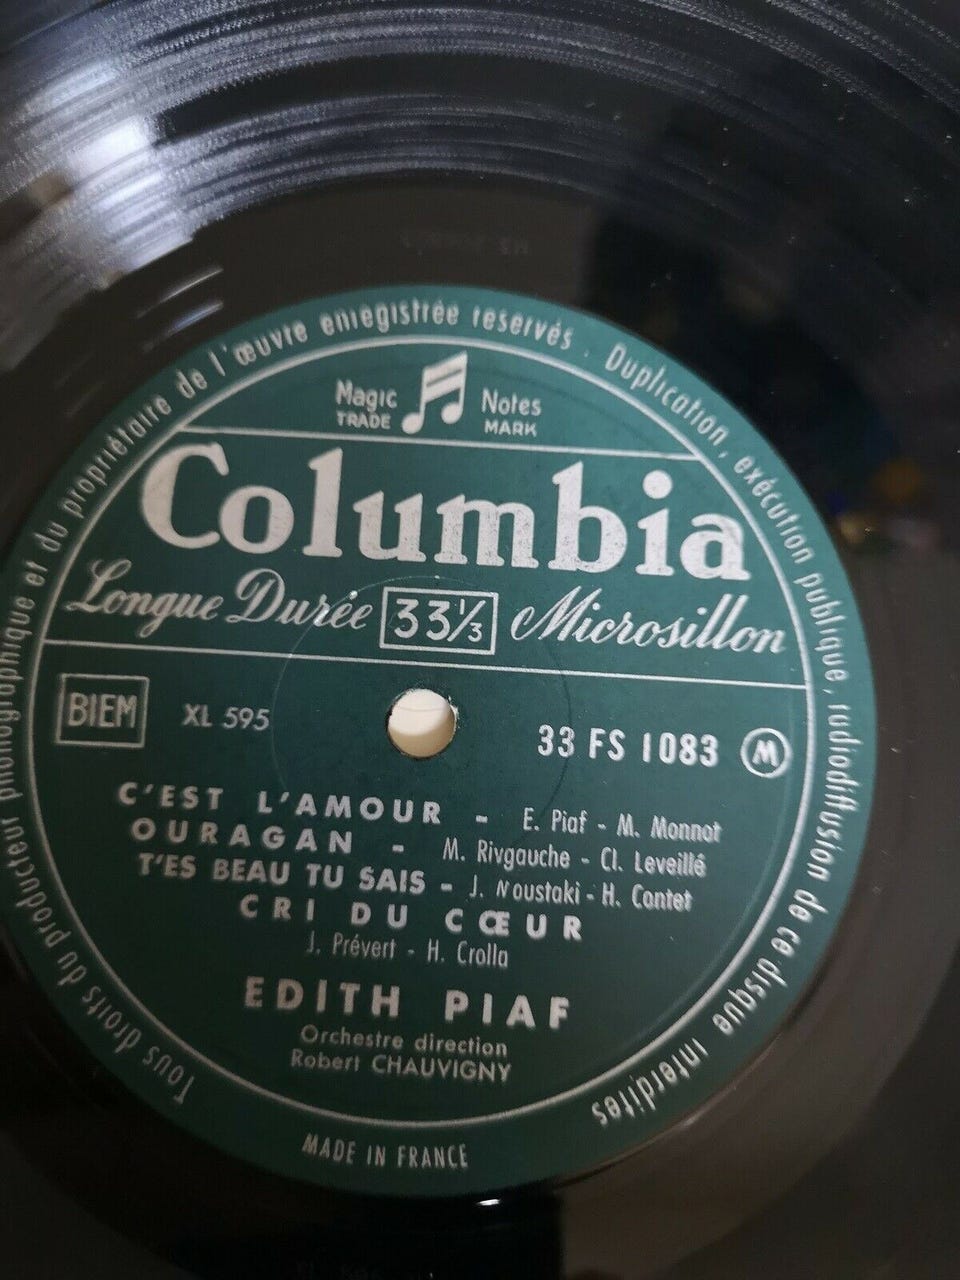 Tous droits du producteur phonographique et du propriétaire de l'œuvre enregistrée réservés. Duplication, exécution publique, radiodiffusion de ce disque interdites
Magic Notes
TRADE MARK
Columbia
Longue Durée 33⅓ Microsillon
BIEM XL 595 33 FS 1083 M
C'EST L'AMOUR - E. Piaf - M. Monnot
OURAGAN - M. Rivgauche - Cl. Leveillé
T'ES BEAU TU SAIS - J. Noustaki - H. Contet
CRI DU CŒUR
J. Prévert - H. Crolla
EDITH PIAF
Orchestre direction
Robert CHAUVIGNY
MADE IN FRANCE